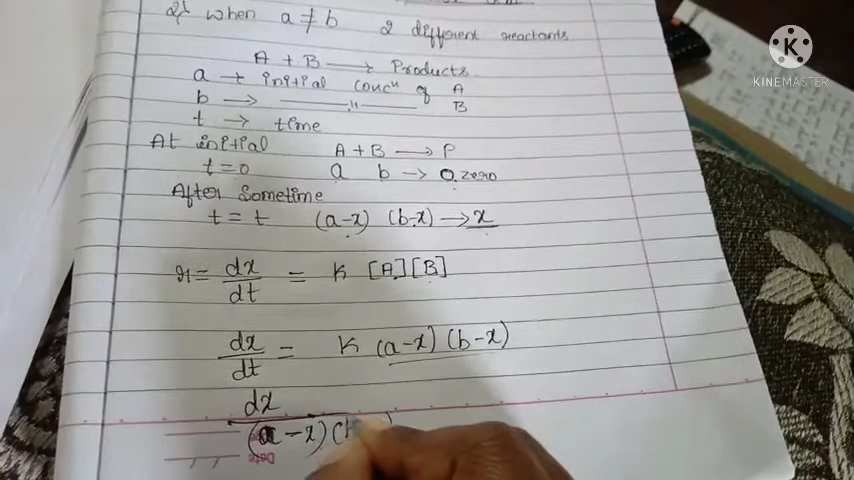 2) when a ≠ b 2 different reactants
A + B → Products
a → initial concⁿ of A
b → ——〃—— B
t → time
At initial A + B → P
t = 0 a b → 0. zero
After Sometime
t = t (a-x) (b-x) → x
r = dx/dt = K [A][B]
dx/dt = K (a-x) (b-x)
dx
(a-x)(b
K
KINEMASTER